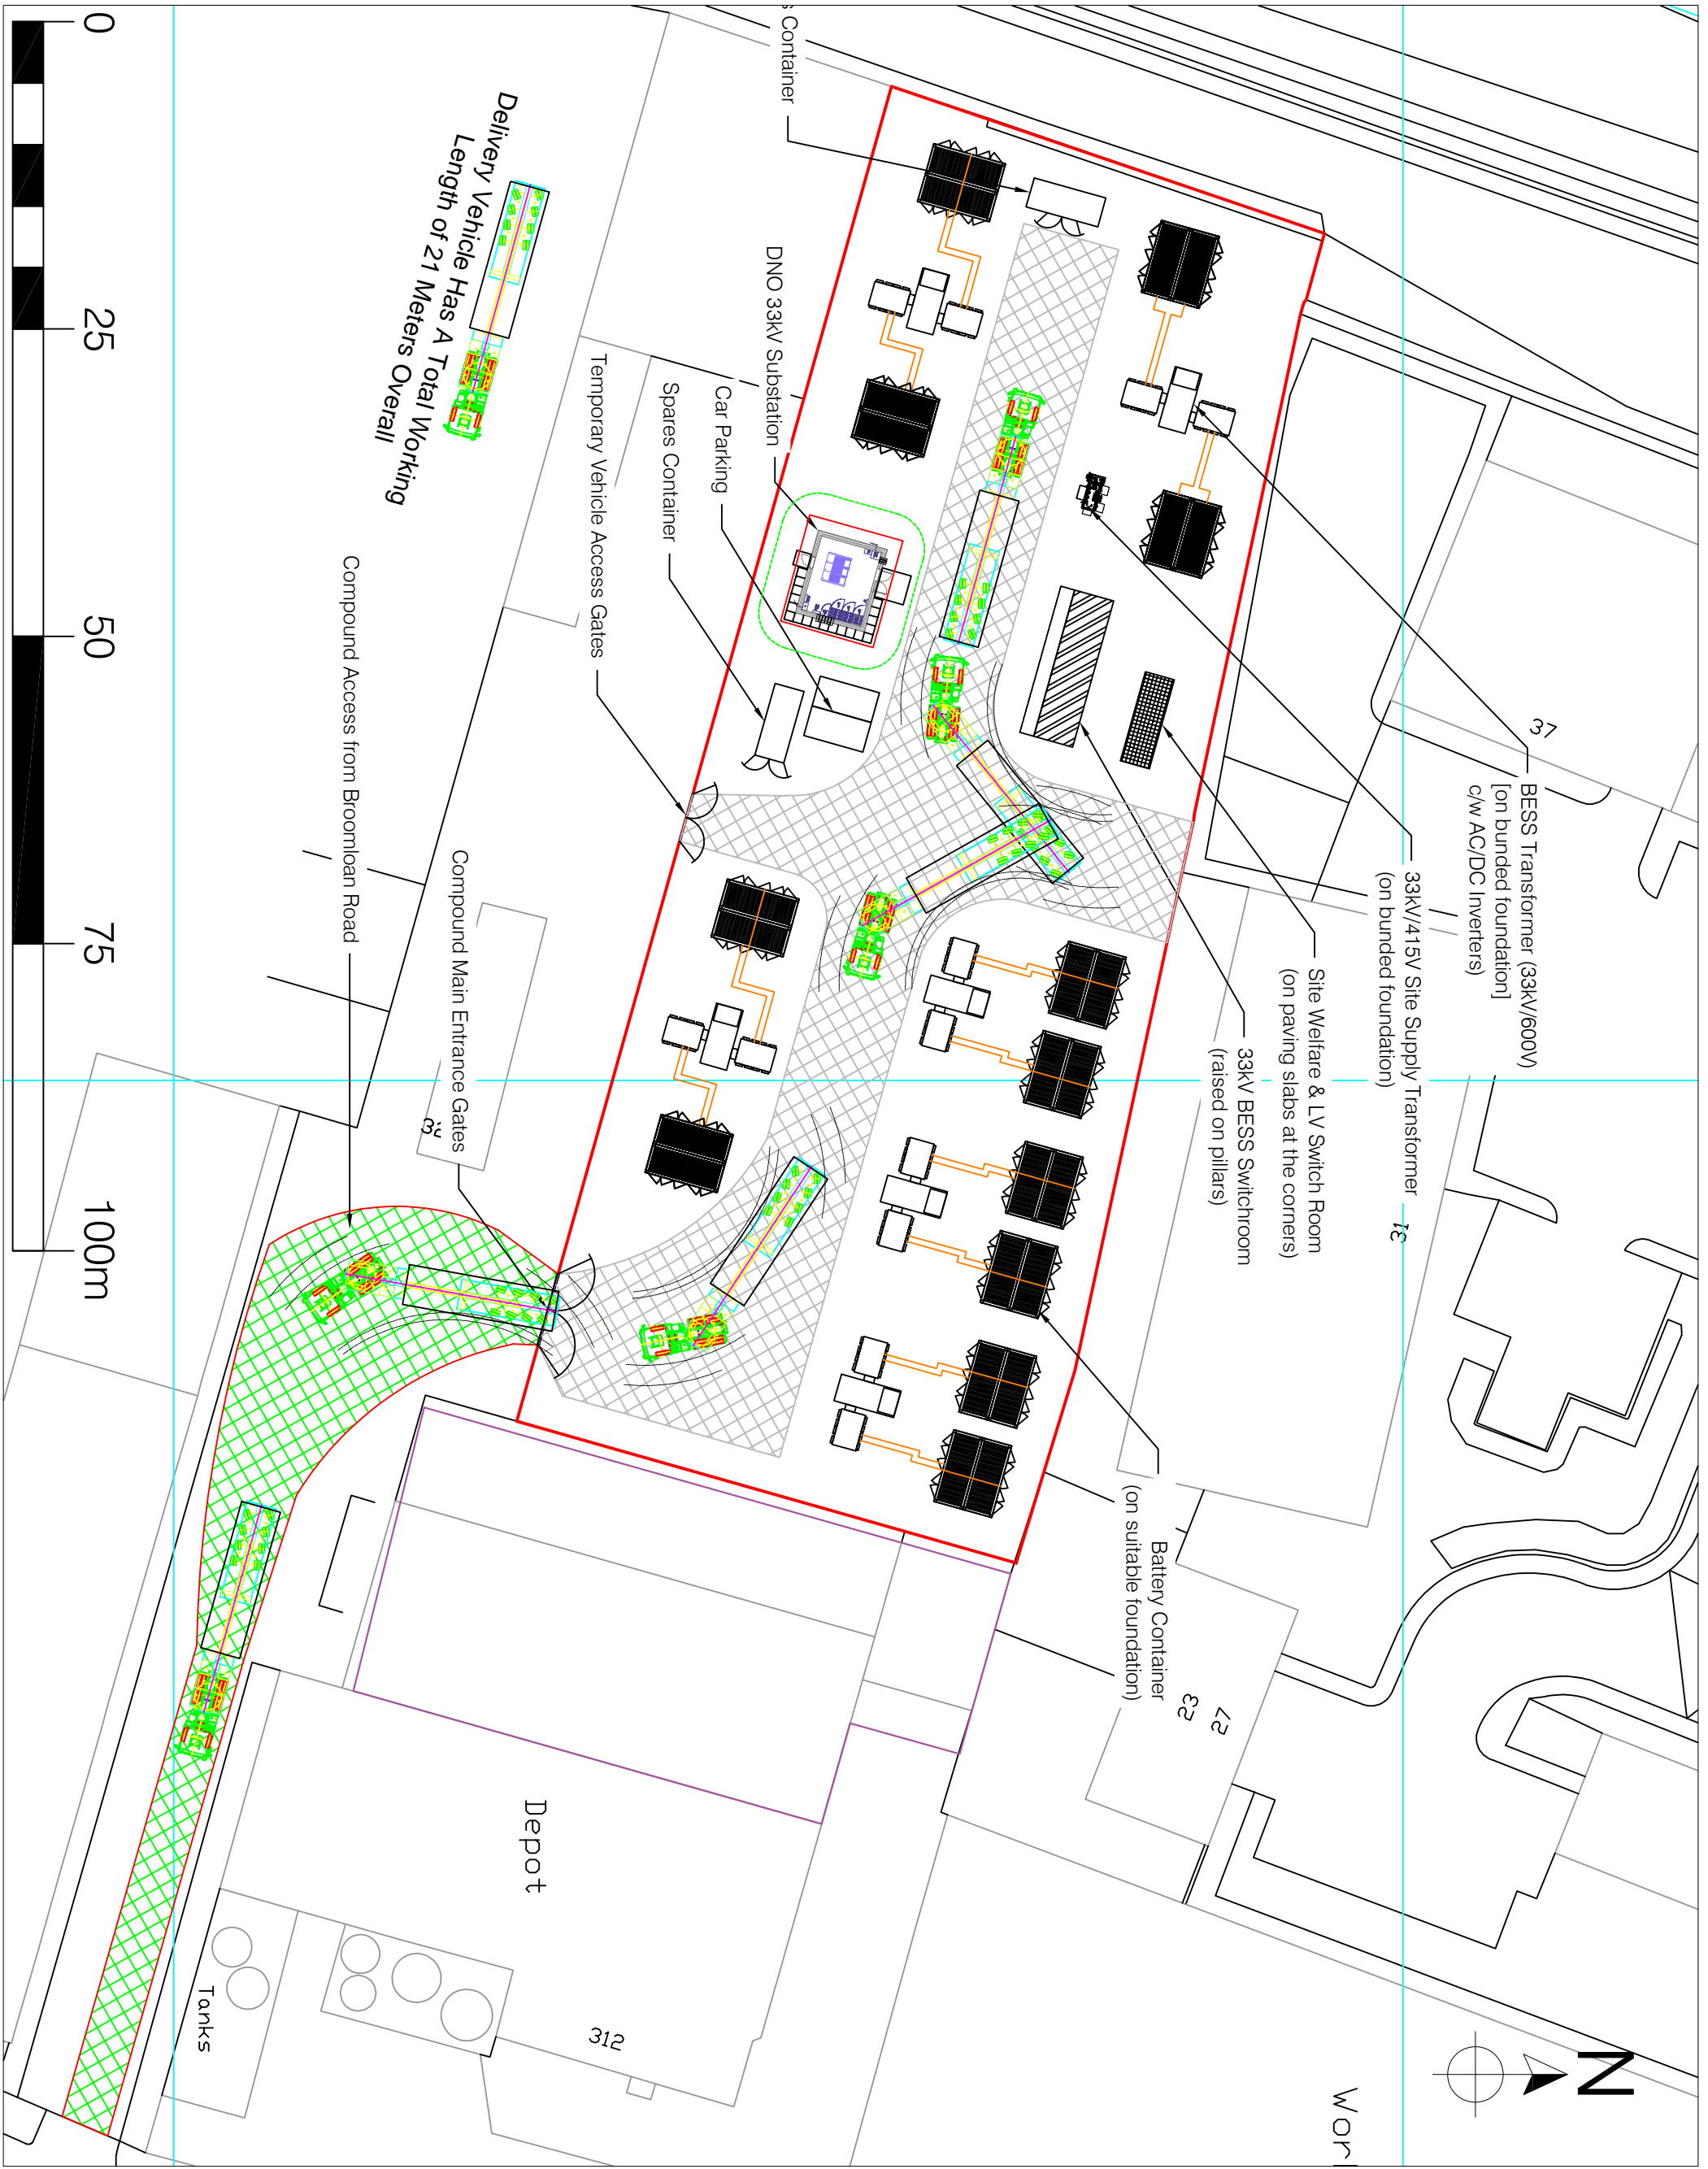 N
Worl
37
BESS Transformer (33kV/600V)
[on bunded foundation]
c/w AC/DC Inverters)
33kV/415V Site Supply Transformer
(on bunded foundation)
31
Site Welfare & LV Switch Room
(on paving slabs at the corners)
33kV BESS Switchroom
(raised on pillars)
Battery Container
(on suitable foundation)
27
23
s Container
DNO 33kV Substation
Car Parking
Spares Container
Temporary Vehicle Access Gates
Delivery Vehicle Has A Total Working
Length of 21 Meters Overall
Compound Main Entrance Gates
Compound Access from Broomloan Road
Depot
312
Tanks
0
25
50
75
100m